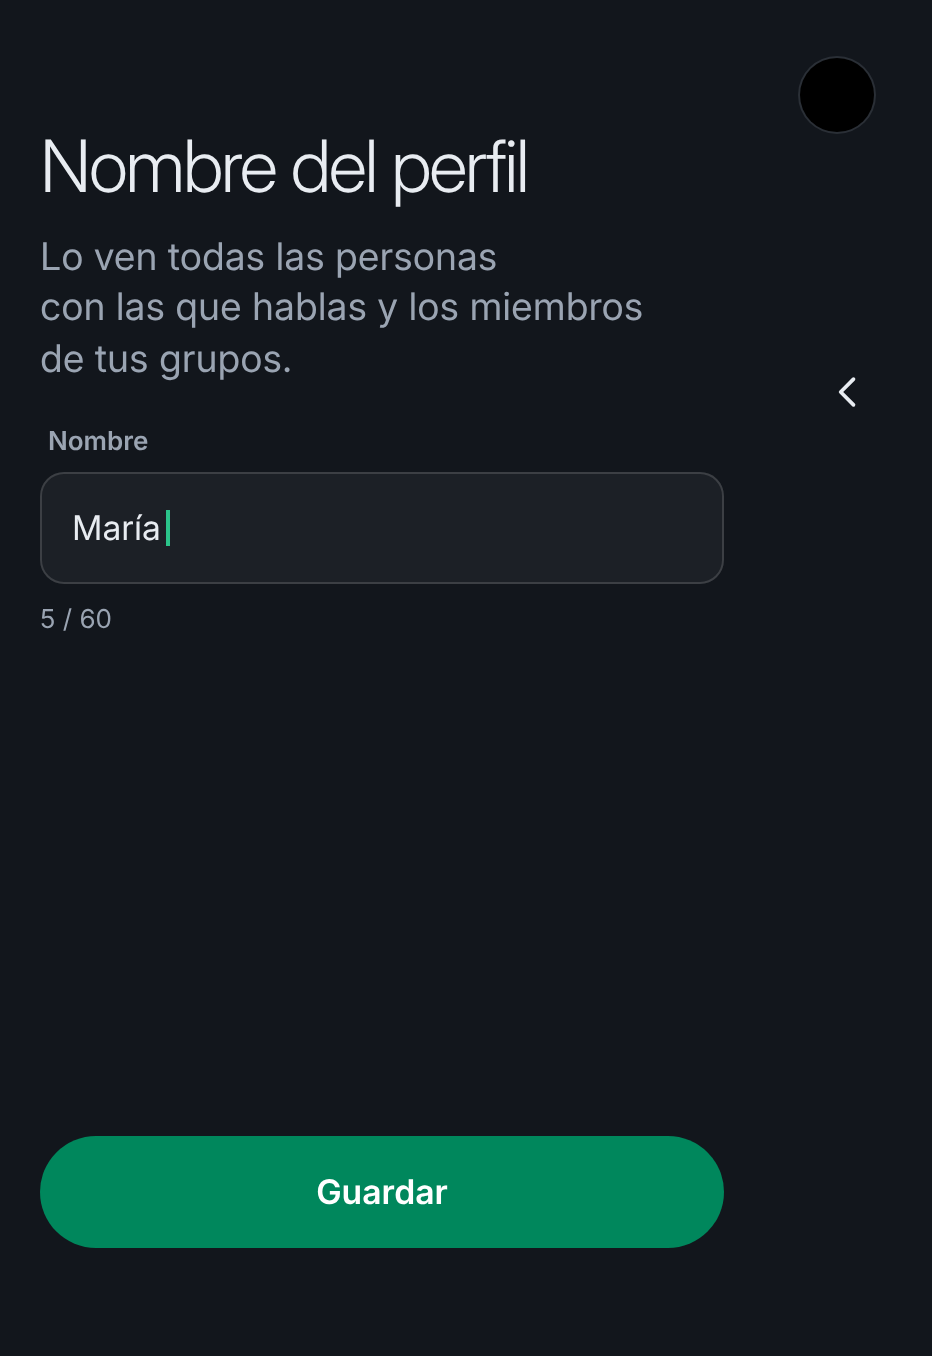 Nombre del perfil
Lo ven todas las personas
con las que hablas y los miembros
de tus grupos.
Nombre
María
5 / 60
Guardar